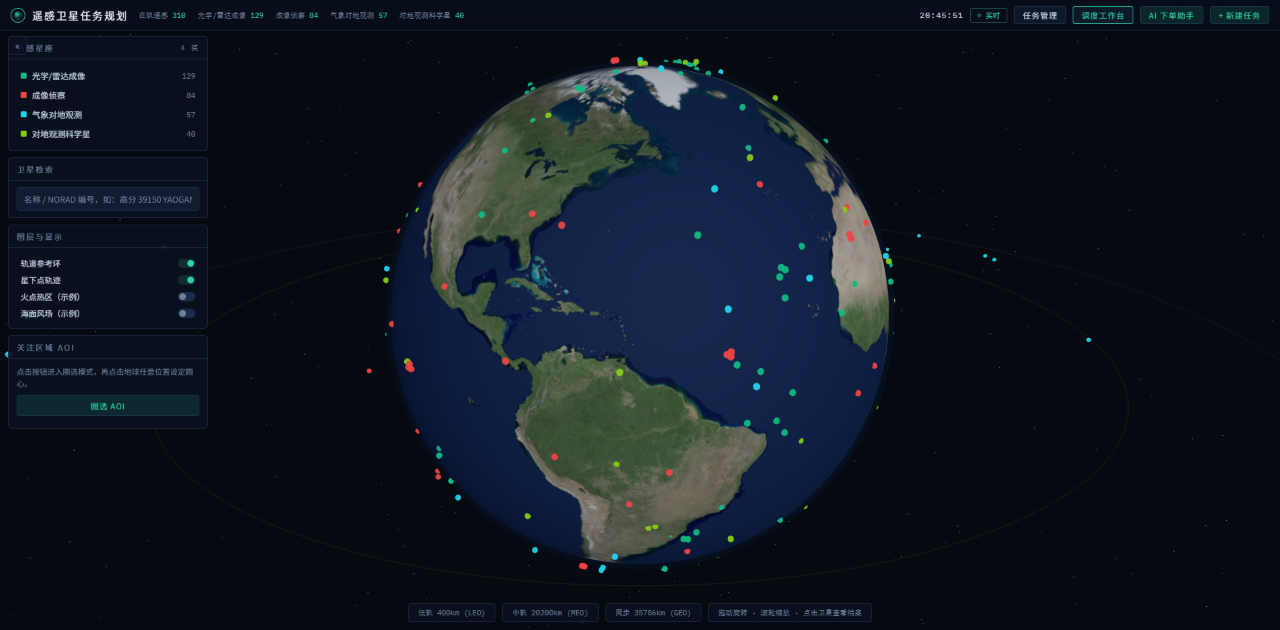 遥感卫星任务规划
在轨遥感 310 光学/雷达成像 129 成像侦察 84 气象对地观测 57 对地观测科学星 40
20:45:51 实时 任务管理 调度工作台 AI 下单助手 + 新建任务
« 感星座 4 类
光学/雷达成像 129
成像侦察 84
气象对地观测 57
对地观测科学星 40
卫星检索
名称 / NORAD 编号，如：高分 39150 YAOGAN
图层与显示
轨道参考环
星下点轨迹
火点热区（示例）
海面风场（示例）
关注区域 AOI
点击按钮进入圈选模式，再点击地球任意位置设定圆
心。
圈选 AOI
低轨 400km (LEO) 中轨 20200km (MEO) 同步 35786km (GEO) 拖动旋转 · 滚轮缩放 · 点击卫星查看档案